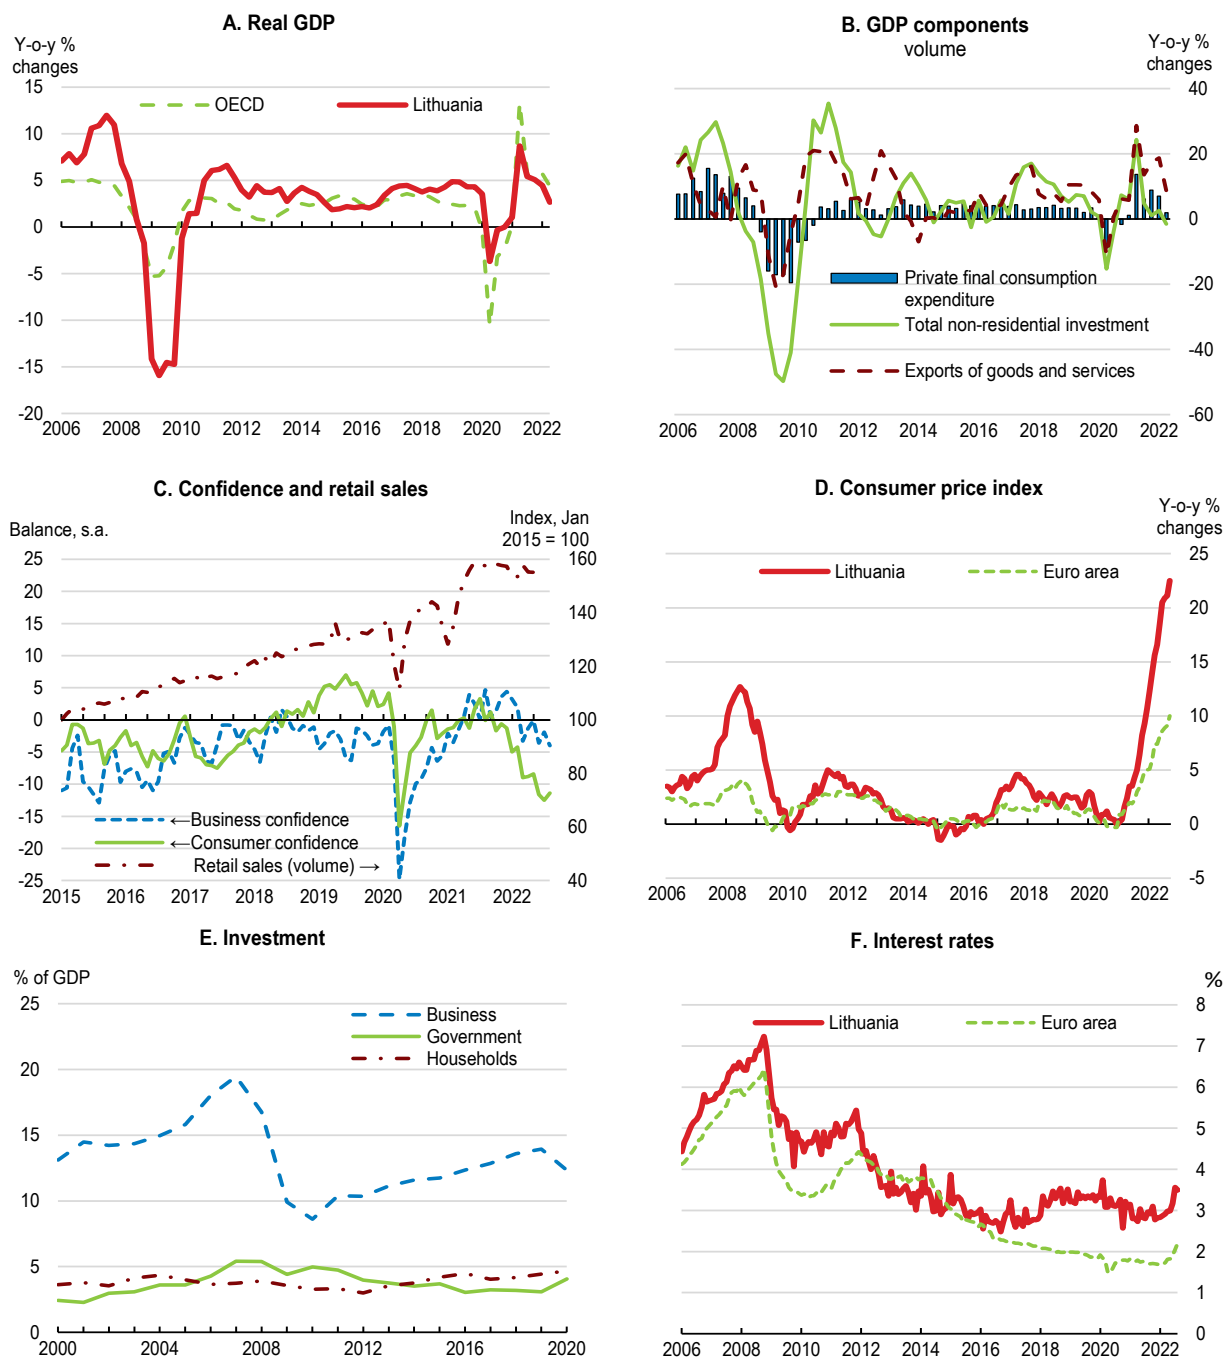 A. Real GDP
Y-o-y %
changes
15
10
5
0
-5
-10
-15
-20
OECD
Lithuania
2006 2008 2010 2012 2014 2016 2018 2020 2022
B. GDP components
volume
Y-o-y %
changes
40
20
0
-20
-40
-60
Private final consumption
expenditure
Total non-residential investment
Exports of goods and services
2006 2008 2010 2012 2014 2016 2018 2020 2022
C. Confidence and retail sales
Balance, s.a.
Index, Jan
2015 = 100
25
20
15
10
5
0
-5
-10
-15
-20
-25
160
140
120
100
80
60
40
←Business confidence
←Consumer confidence
Retail sales (volume) →
2015 2016 2017 2018 2019 2020 2021 2022
D. Consumer price index
Y-o-y %
changes
25
20
15
10
5
0
-5
Lithuania
Euro area
2006 2008 2010 2012 2014 2016 2018 2020 2022
E. Investment
% of GDP
25
20
15
10
5
0
Business
Government
Households
2000 2004 2008 2012 2016 2020
F. Interest rates
%
8
7
6
5
4
3
2
1
0
Lithuania
Euro area
2006 2008 2010 2012 2014 2016 2018 2020 2022